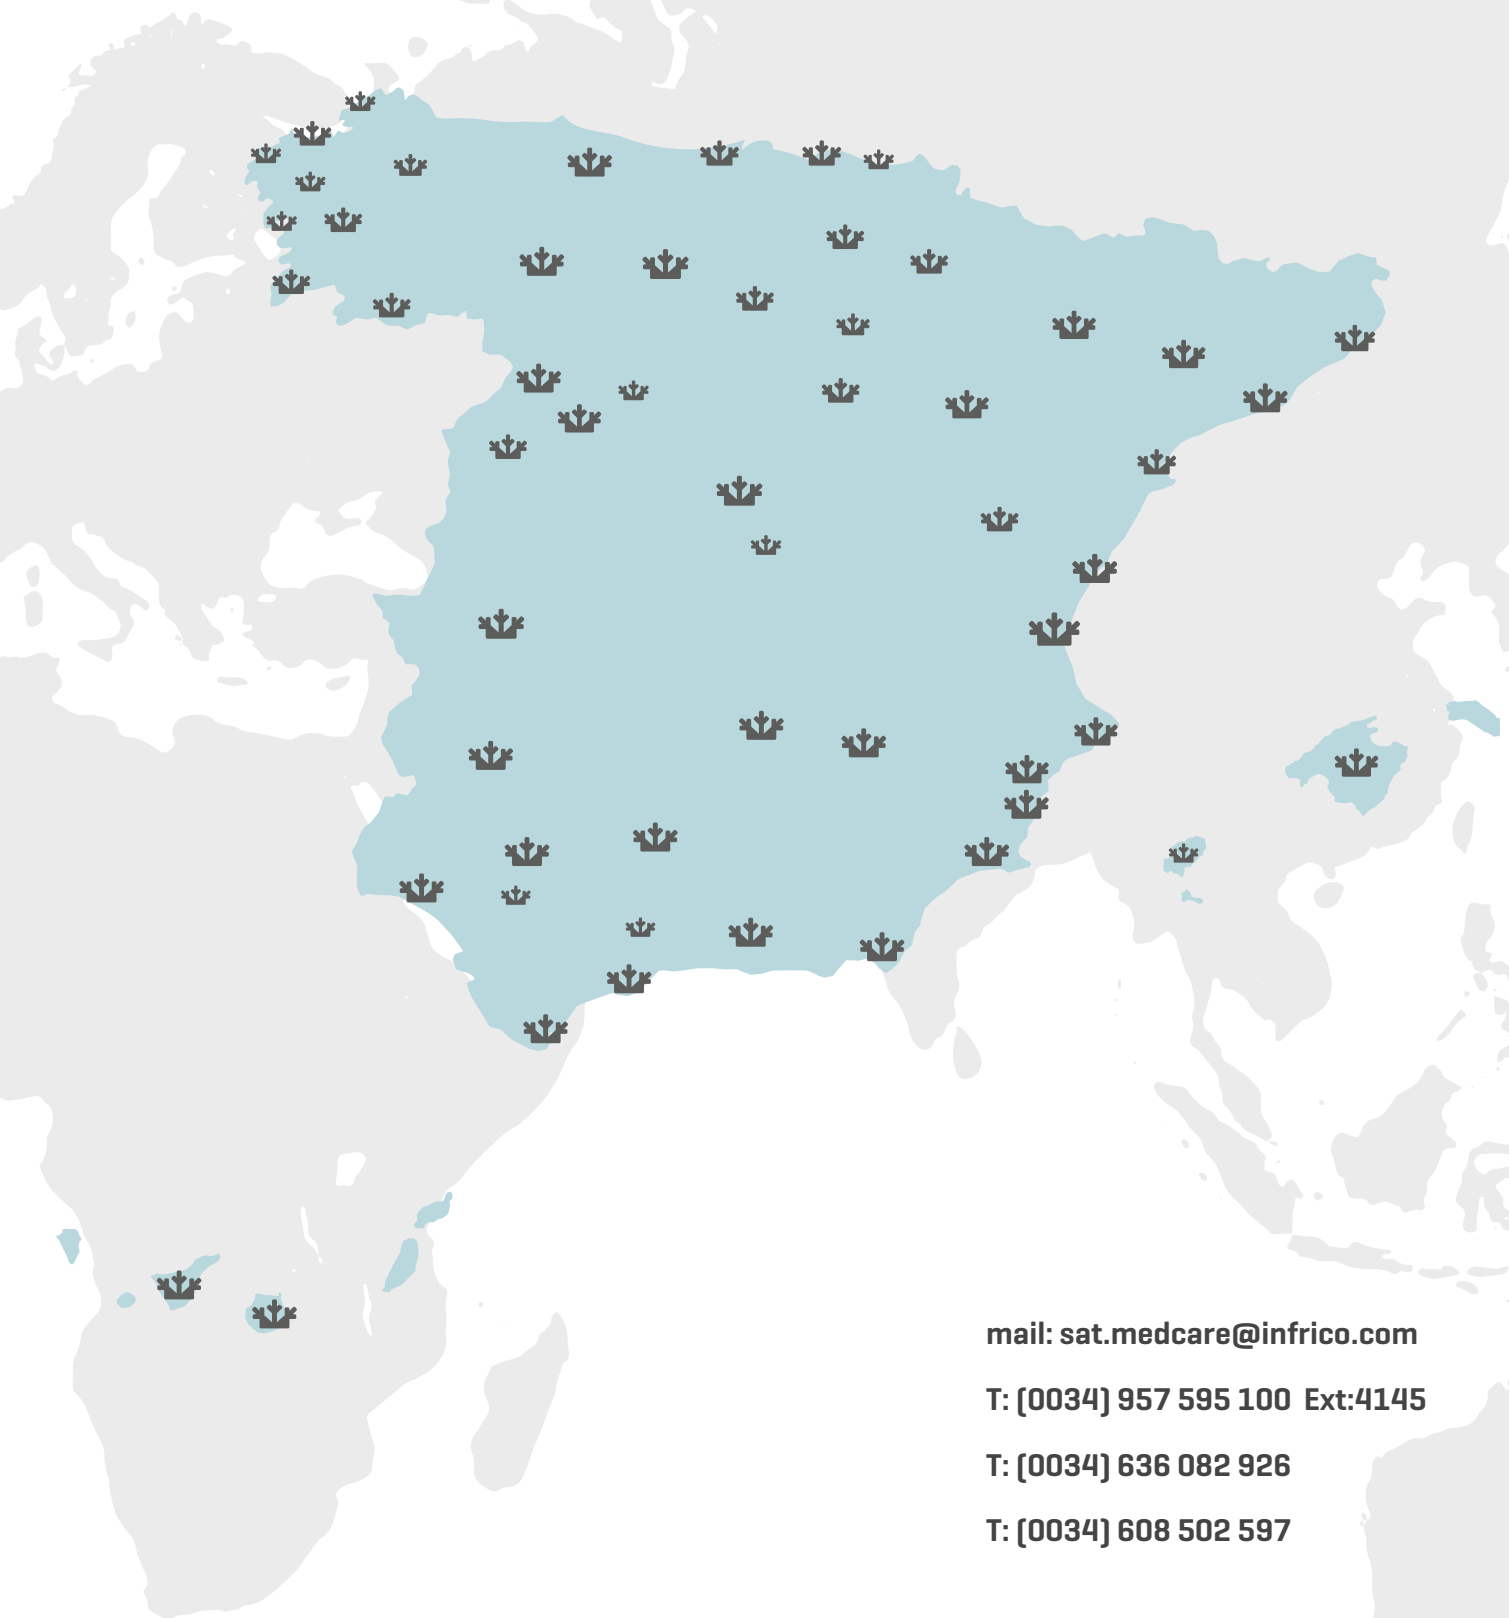 mail: sat.medcare@infrico.com
T: (0034) 957 595 100 Ext:4145
T: (0034) 636 082 926
T: (0034) 608 502 597